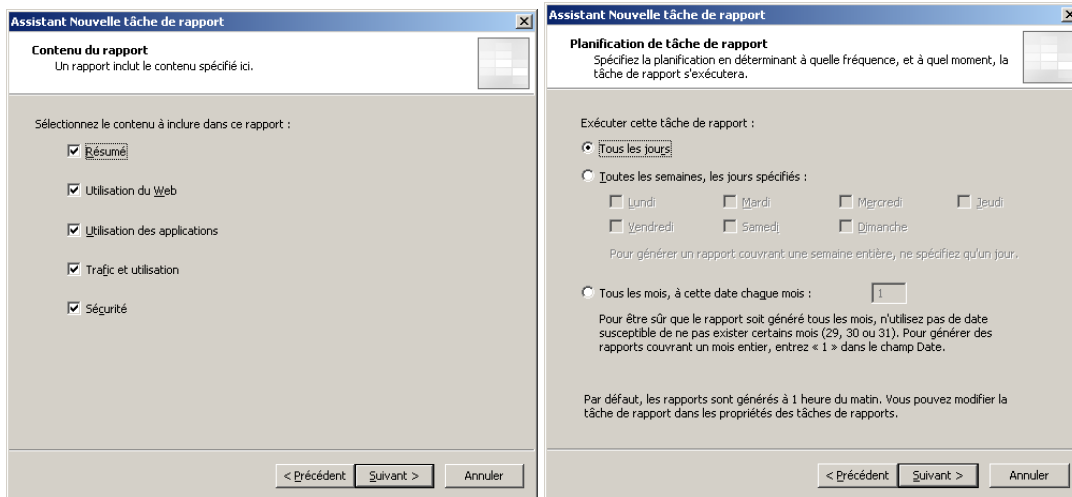 Assistant Nouvelle tâche de rapport
Contenu du rapport
Un rapport inclut le contenu spécifié ici.
Sélectionnez le contenu à inclure dans ce rapport :
Résumé
Utilisation du Web
Utilisation des applications
Trafic et utilisation
Sécurité
< Précédent
Suivant >
Annuler
Assistant Nouvelle tâche de rapport
Planification de tâche de rapport
Spécifiez la planification en déterminant à quelle fréquence, et à quel moment, la
tâche de rapport s'exécutera.
Exécuter cette tâche de rapport :
Tous les jours
Toutes les semaines, les jours spécifiés :
Lundi Mardi Mercredi Jeudi
Vendredi Samedi Dimanche
Pour générer un rapport couvrant une semaine entière, ne spécifiez qu'un jour.
Tous les mois, à cette date chaque mois : 1
Pour être sûr que le rapport soit généré tous les mois, n'utilisez pas de date
susceptible de ne pas exister certains mois (29, 30 ou 31). Pour générer des
rapports couvrant un mois entier, entrez « 1 » dans le champ Date.
Par défaut, les rapports sont générés à 1 heure du matin. Vous pouvez modifier la
tâche de rapport dans les propriétés des tâches de rapports.
< Précédent
Suivant >
Annuler